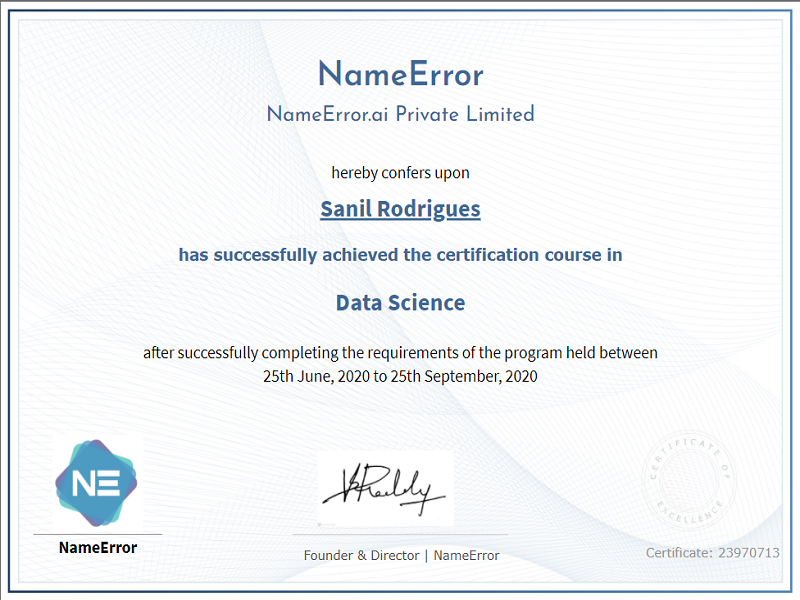 NameError
NameError.ai Private Limited
hereby confers upon
Sanil Rodrigues
has successfully achieved the certification course in
Data Science
after successfully completing the requirements of the program held between
25th June, 2020 to 25th September, 2020
NE
NameError
Founder & Director | NameError
CERTIFICATE OF
EXCELLENCE
Certificate: 23970713